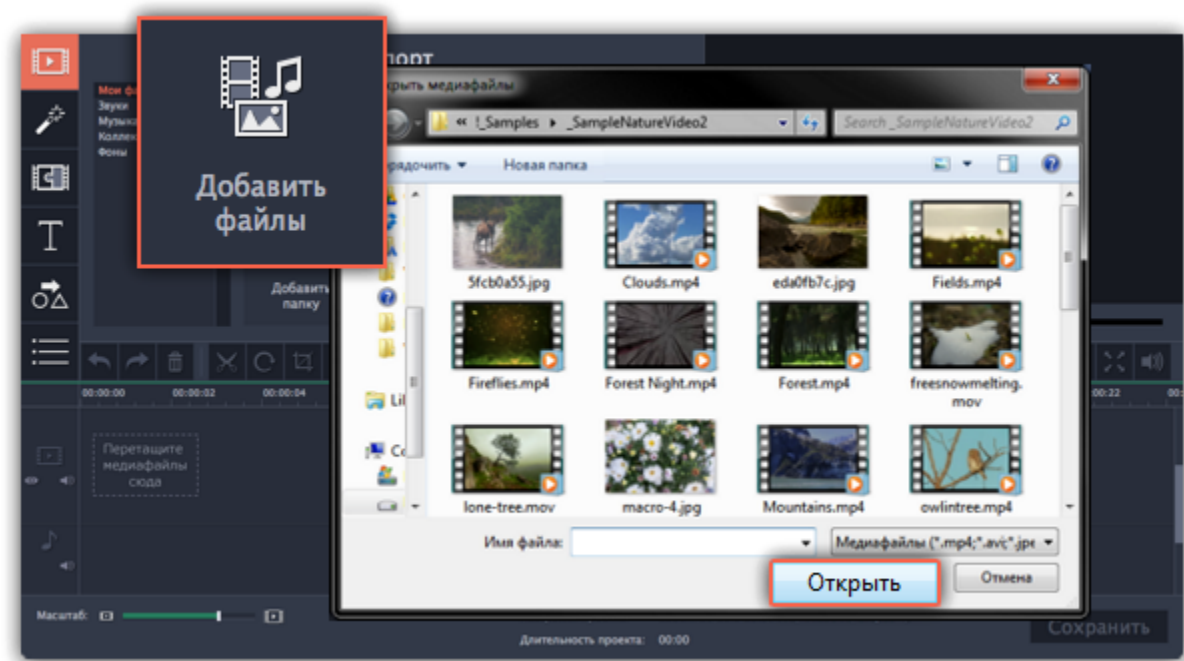 порт
Мои фа
Звуки
Музыка
Коллек
Фоны
Добавить
файлы
Добавить
папку
крыть медиафайлы
« !_Samples ▸ _SampleNatureVideo2
Search _SampleNatureVideo2
рядочить
Новая папка
5fcb0a55.jpg
Clouds.mp4
eda0fb7c.jpg
Fields.mp4
Fireflies.mp4
Forest Night.mp4
Forest.mp4
freesnowmelting.
mov
Lil
Co
lone-tree.mov
macro-4.jpg
Mountains.mp4
owlintree.mp4
Имя файла:
Медиафайлы (*.mp4;*.avi;*.jpe
Открыть
Отмена
00:00:00
00:00:02
00:00:04
00:22
00:
Перетащите
медиафайлы
сюда
Масштаб:
Длительность проекта: 00:00
Сохранить